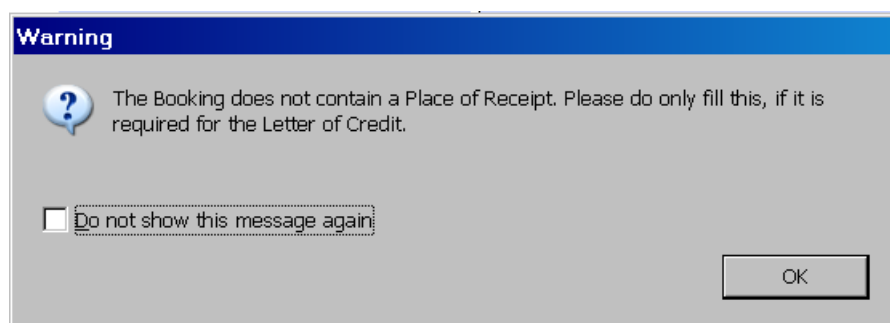 Warning
The Booking does not contain a Place of Receipt. Please do only fill this, if it is
required for the Letter of Credit.
Do not show this message again
OK